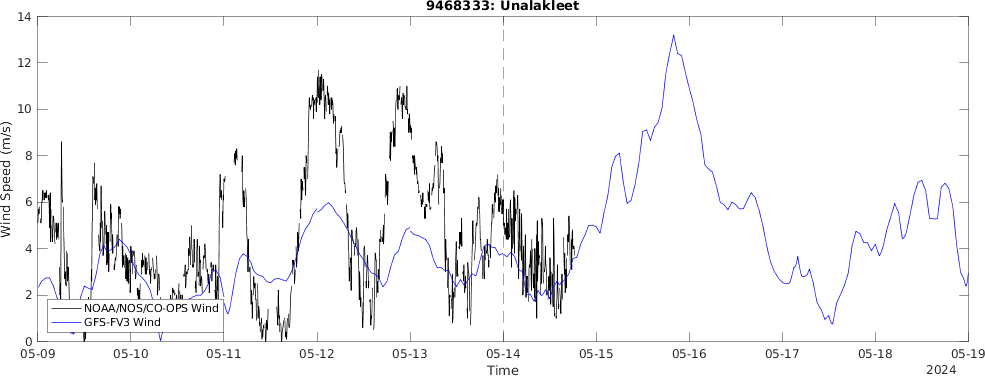 9468333: Unalakleet
14
12
10
8
6
4
2
0
Wind Speed (m/s)
NOAA/NOS/CO-OPS Wind
GFS-FV3 Wind
05-09 05-10 05-11 05-12 05-13 05-14 05-15 05-16 05-17 05-18 05-19
Time
2024